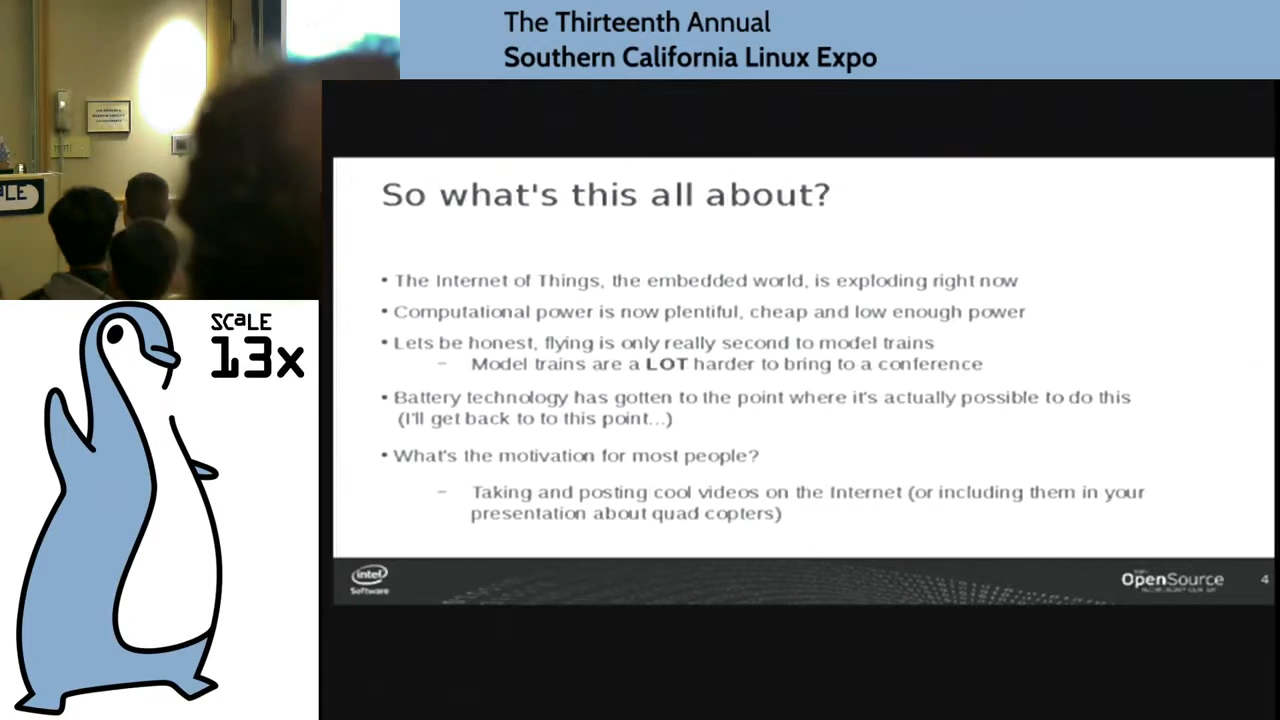 The Thirteenth Annual
Southern California Linux Expo
SCaLE
13x
So what's this all about?
• The Internet of Things, the embedded world, is exploding right now
• Computational power is now plentiful, cheap and low enough power
• Lets be honest, flying is only really second to model trains
– Model trains are a LOT harder to bring to a conference
• Battery technology has gotten to the point where it's actually possible to do this
(I'll get back to to this point...)
• What's the motivation for most people?
– Taking and posting cool videos on the Internet (or including them in your
presentation about quad copters)
intel
Software
OpenSource
4